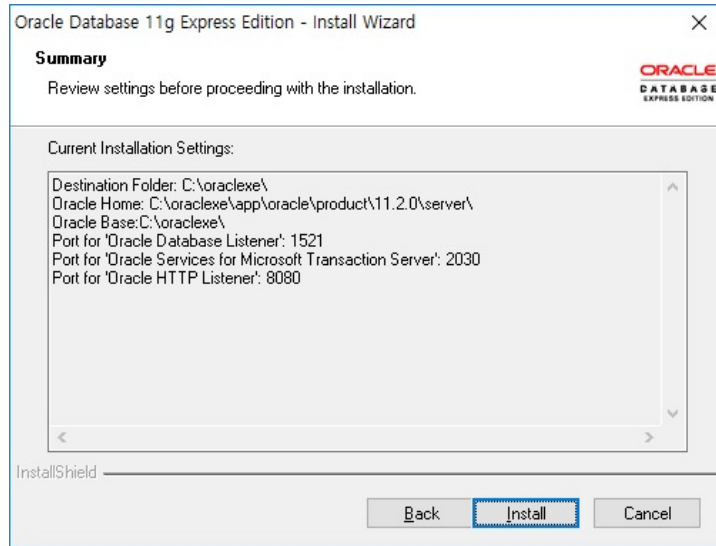 Oracle Database 11g Express Edition - Install Wizard
Summary
Review settings before proceeding with the installation.
ORACLE
DATABASE
EXPRESS EDITION
Current Installation Settings:
Destination Folder: C:\oraclexe\
Oracle Home: C:\oraclexe\app\oracle\product\11.2.0\server\
Oracle Base:C:\oraclexe\
Port for 'Oracle Database Listener': 1521
Port for 'Oracle Services for Microsoft Transaction Server': 2030
Port for 'Oracle HTTP Listener': 8080
InstallShield
Back Install Cancel